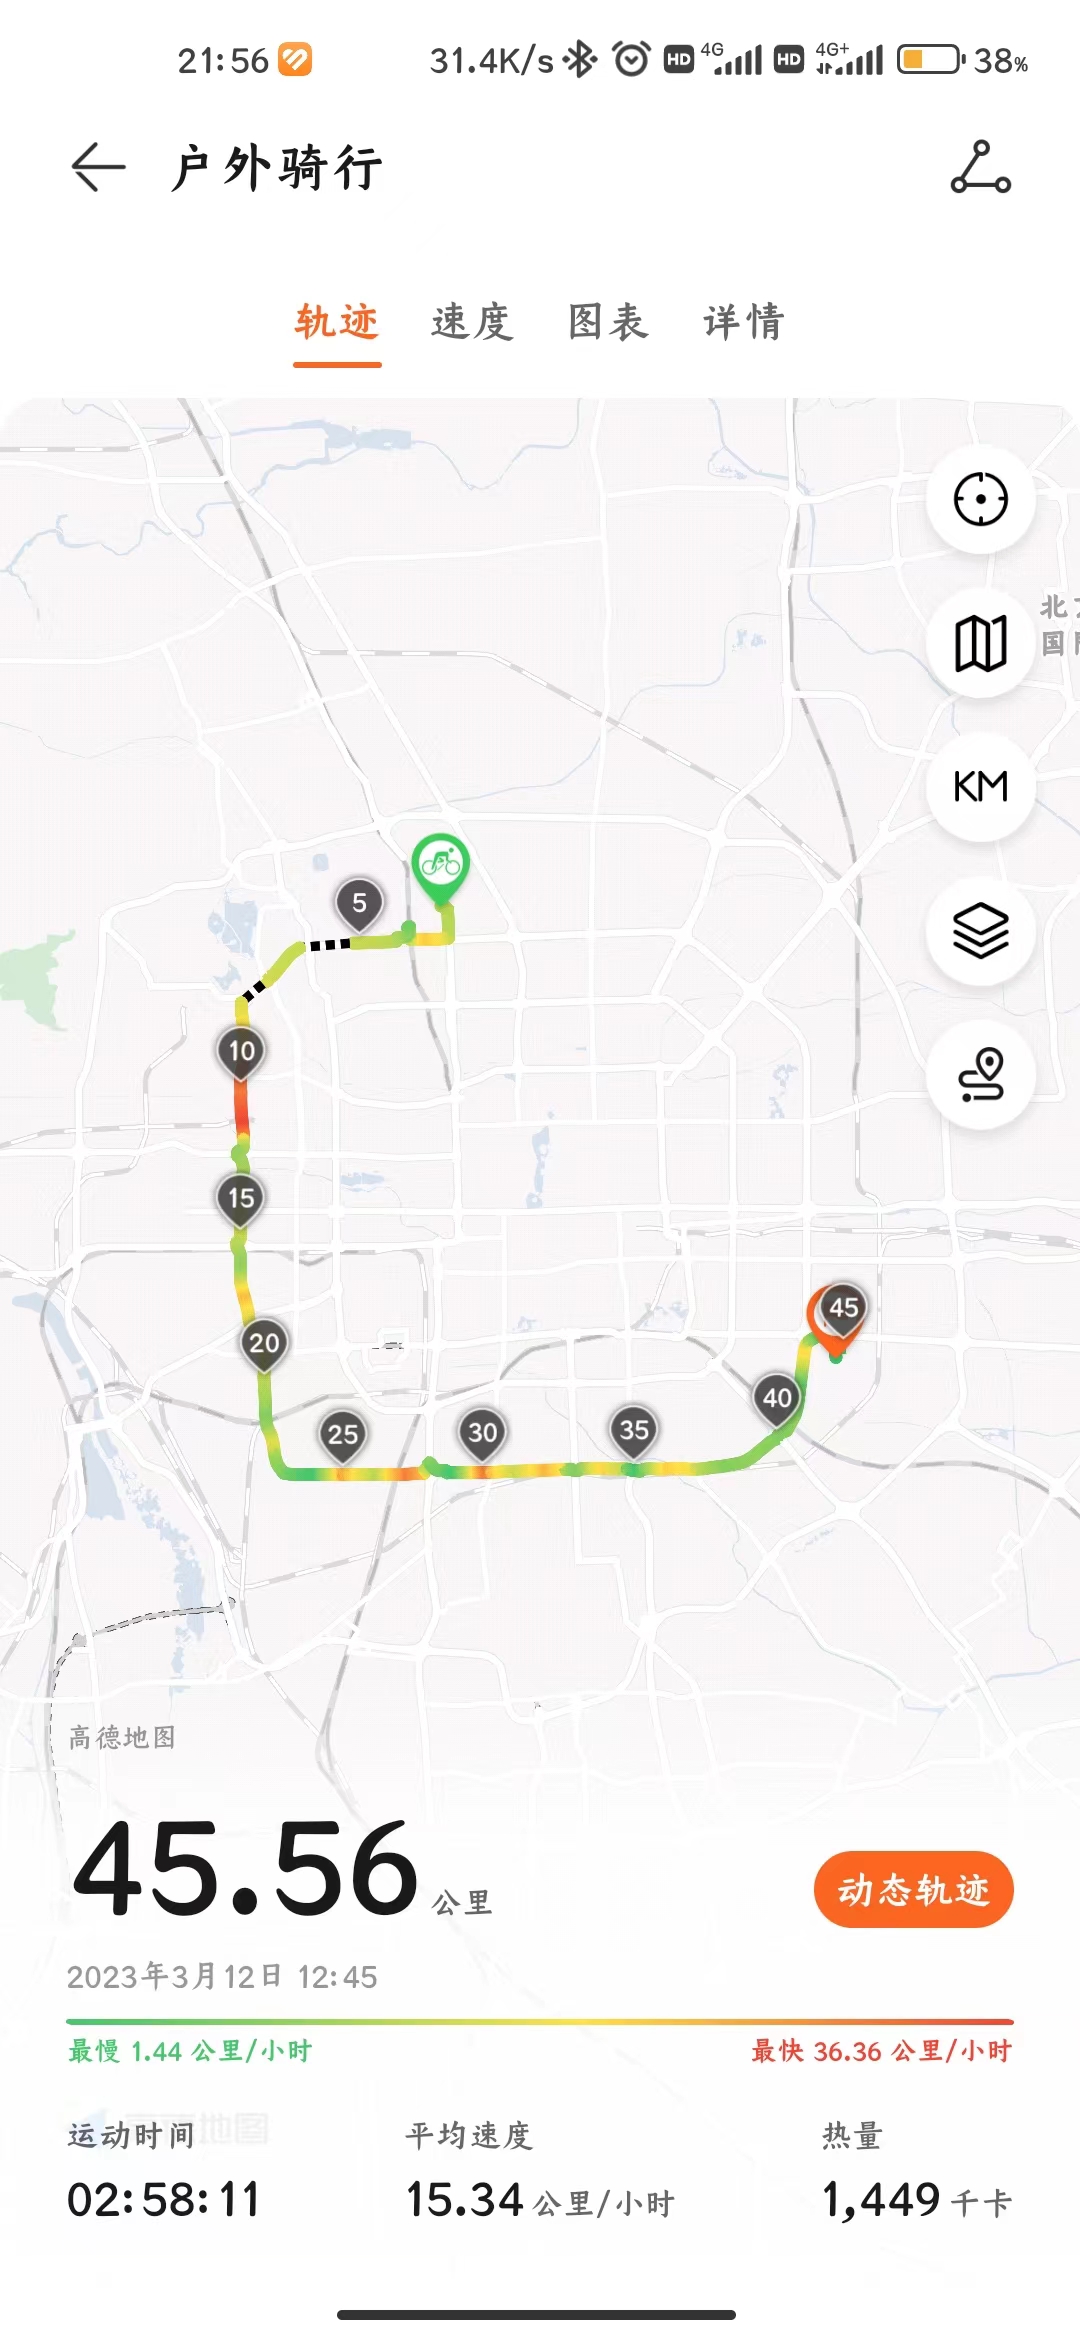 21:56 31.4K/s HD 4G HD 4G+ 38%
户外骑行
轨迹 速度 图表 详情
北
国
KM
5
10
15
20
45
40
25
30
35
高德地图
45.56 公里
动态轨迹
2023年3月12日 12:45
最慢 1.44 公里/小时 最快 36.36 公里/小时
运动时间 平均速度 热量
02:58:11 15.34 公里/小时 1,449 千卡